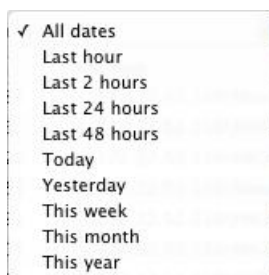 ✓ All dates
Last hour
Last 2 hours
Last 24 hours
Last 48 hours
Today
Yesterday
This week
This month
This year